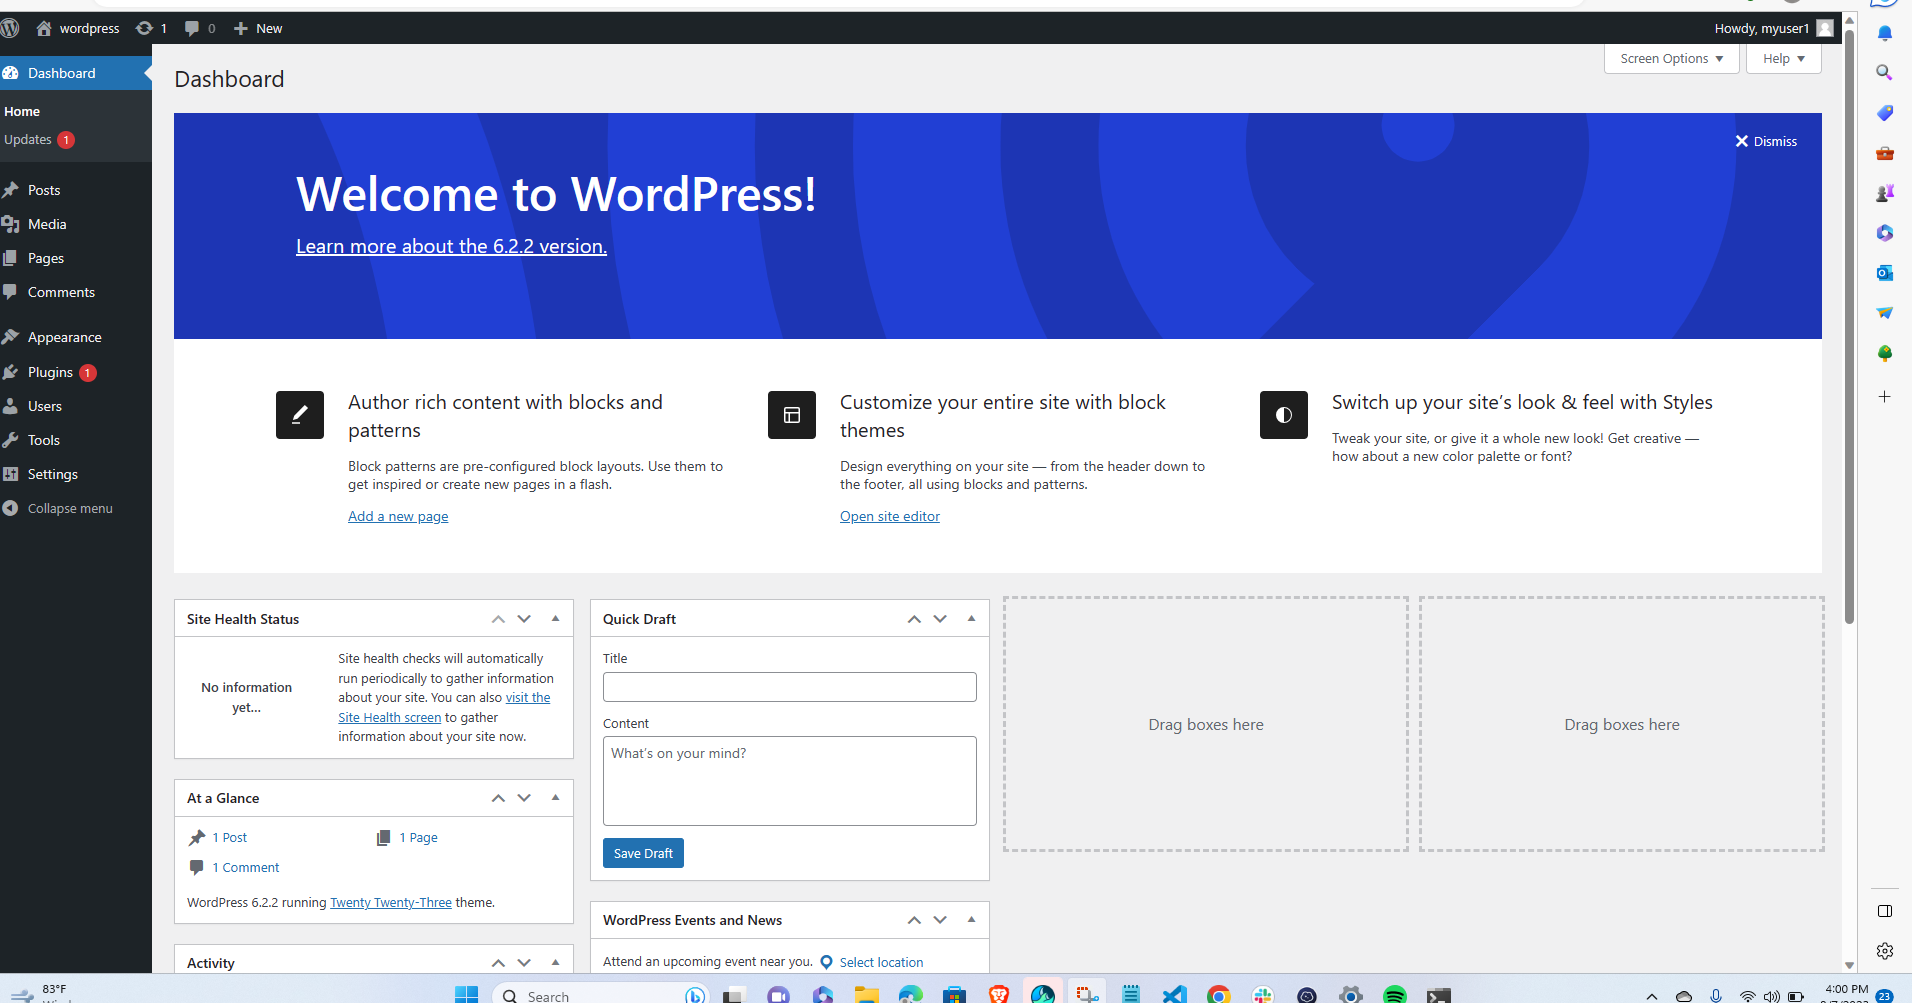 wordpress
1
0
New
Howdy, myuser1
Dashboard
Home
Updates 1
Posts
Media
Pages
Comments
Appearance
Plugins 1
Users
Tools
Settings
Collapse menu
Dashboard
Screen Options
Help
Dismiss
Welcome to WordPress!
Learn more about the 6.2.2 version.
Author rich content with blocks and
patterns
Block patterns are pre-configured block layouts. Use them to
get inspired or create new pages in a flash.
Add a new page
Customize your entire site with block
themes
Design everything on your site — from the header down to
the footer, all using blocks and patterns.
Open site editor
Switch up your site’s look & feel with Styles
Tweak your site, or give it a whole new look! Get creative —
how about a new color palette or font?
Site Health Status
No information
yet...
Site health checks will automatically
run periodically to gather information
about your site. You can also visit the
Site Health screen to gather
information about your site now.
At a Glance
1 Post
1 Page
1 Comment
WordPress 6.2.2 running Twenty Twenty-Three theme.
Activity
Quick Draft
Title
Content
What’s on your mind?
Save Draft
WordPress Events and News
Attend an upcoming event near you.
Select location
Drag boxes here
Drag boxes here
83°F
Search
4:00 PM
23